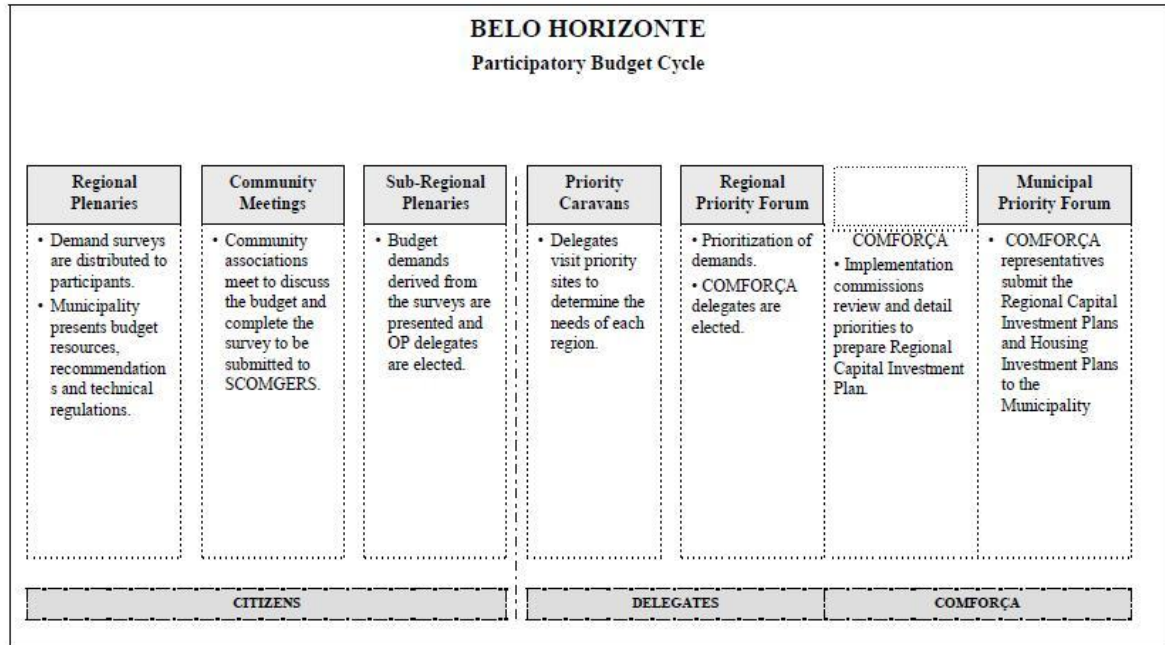 BELO HORIZONTE
Participatory Budget Cycle
Regional
Plenaries
• Demand surveys
are distributed to
participants.
• Municipality
presents budget
resources,
recommendation
s and technical
regulations.
Community
Meetings
• Community
associations
meet to discuss
the budget and
complete the
survey to be
submitted to
SCOMGERS.
Sub-Regional
Plenaries
• Budget
demands
derived from
the surveys are
presented and
OP delegates
are elected.
Priority
Caravans
• Delegates
visit priority
sites to
determine the
needs of each
region.
Regional
Priority Forum
• Prioritization of
demands.
• COMFORÇA
delegates are
elected.
COMFORÇA
• Implementation
commissions
review and detail
priorities to
prepare Regional
Capital Investment
Plan.
Municipal
Priority Forum
• COMFORÇA
representatives
submit the
Regional Capital
Investment Plans
and Housing
Investment Plans
to the
Municipality
CITIZENS
DELEGATES
COMFORÇA